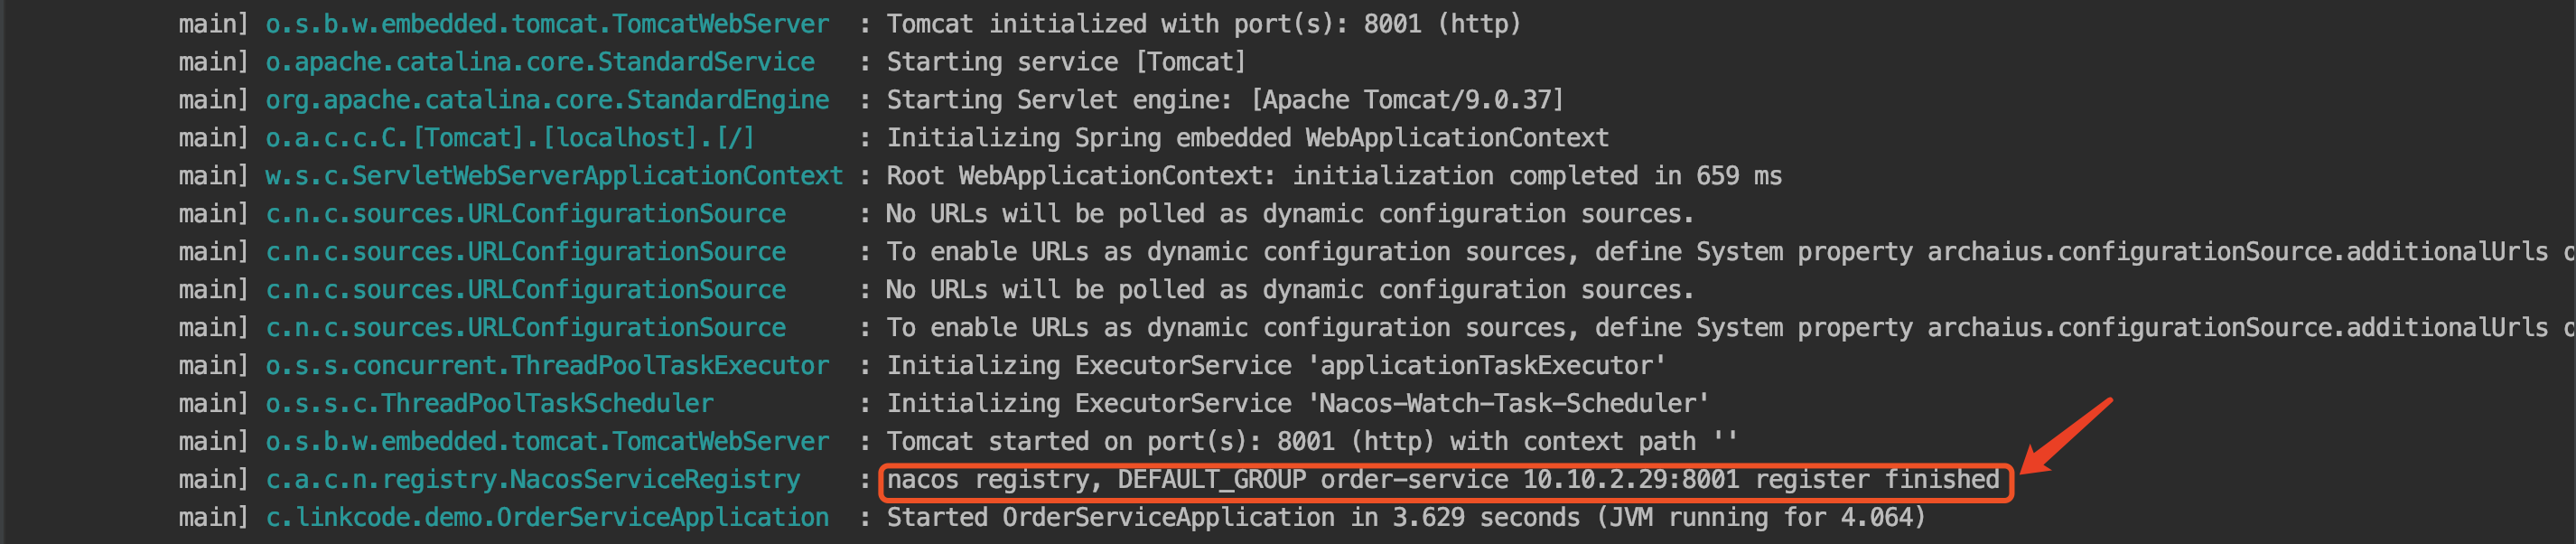 main] o.s.b.w.embedded.tomcat.TomcatWebServer : Tomcat initialized with port(s): 8001 (http)
main] o.apache.catalina.core.StandardService : Starting service [Tomcat]
main] org.apache.catalina.core.StandardEngine : Starting Servlet engine: [Apache Tomcat/9.0.37]
main] o.a.c.c.C.[Tomcat].[localhost].[/] : Initializing Spring embedded WebApplicationContext
main] w.s.c.ServletWebServerApplicationContext : Root WebApplicationContext: initialization completed in 659 ms
main] c.n.c.sources.URLConfigurationSource : No URLs will be polled as dynamic configuration sources.
main] c.n.c.sources.URLConfigurationSource : To enable URLs as dynamic configuration sources, define System property archaius.configurationSource.additionalUrls o
main] c.n.c.sources.URLConfigurationSource : No URLs will be polled as dynamic configuration sources.
main] c.n.c.sources.URLConfigurationSource : To enable URLs as dynamic configuration sources, define System property archaius.configurationSource.additionalUrls o
main] o.s.s.concurrent.ThreadPoolTaskExecutor : Initializing ExecutorService 'applicationTaskExecutor'
main] o.s.s.c.ThreadPoolTaskScheduler : Initializing ExecutorService 'Nacos-Watch-Task-Scheduler'
main] o.s.b.w.embedded.tomcat.TomcatWebServer : Tomcat started on port(s): 8001 (http) with context path ''
main] c.a.c.n.registry.NacosServiceRegistry : nacos registry, DEFAULT_GROUP order-service 10.10.2.29:8001 register finished
main] c.linkcode.demo.OrderServiceApplication : Started OrderServiceApplication in 3.629 seconds (JVM running for 4.064)